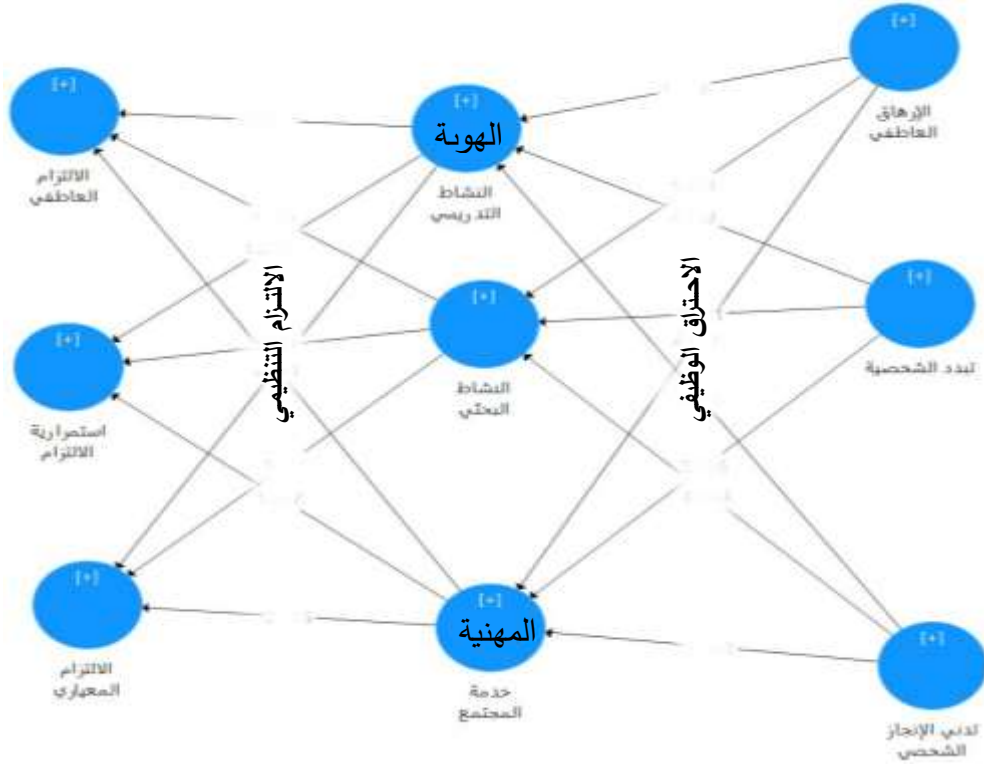 [+]
الإرهاق
العاطفي
[+]
تبدد الشخصية
[+]
تدني الإنجاز
الشخصي
الاحتراق الوظيفي
[+]
الهوية
النشاط
التدريسي
[+]
النشاط
البحثي
[+]
المهنية
خدمة
المجتمع
الالتزام التنظيمي
[+]
الالتزام
العاطفي
[+]
استمرارية
الالتزام
[+]
الالتزام
المعياري